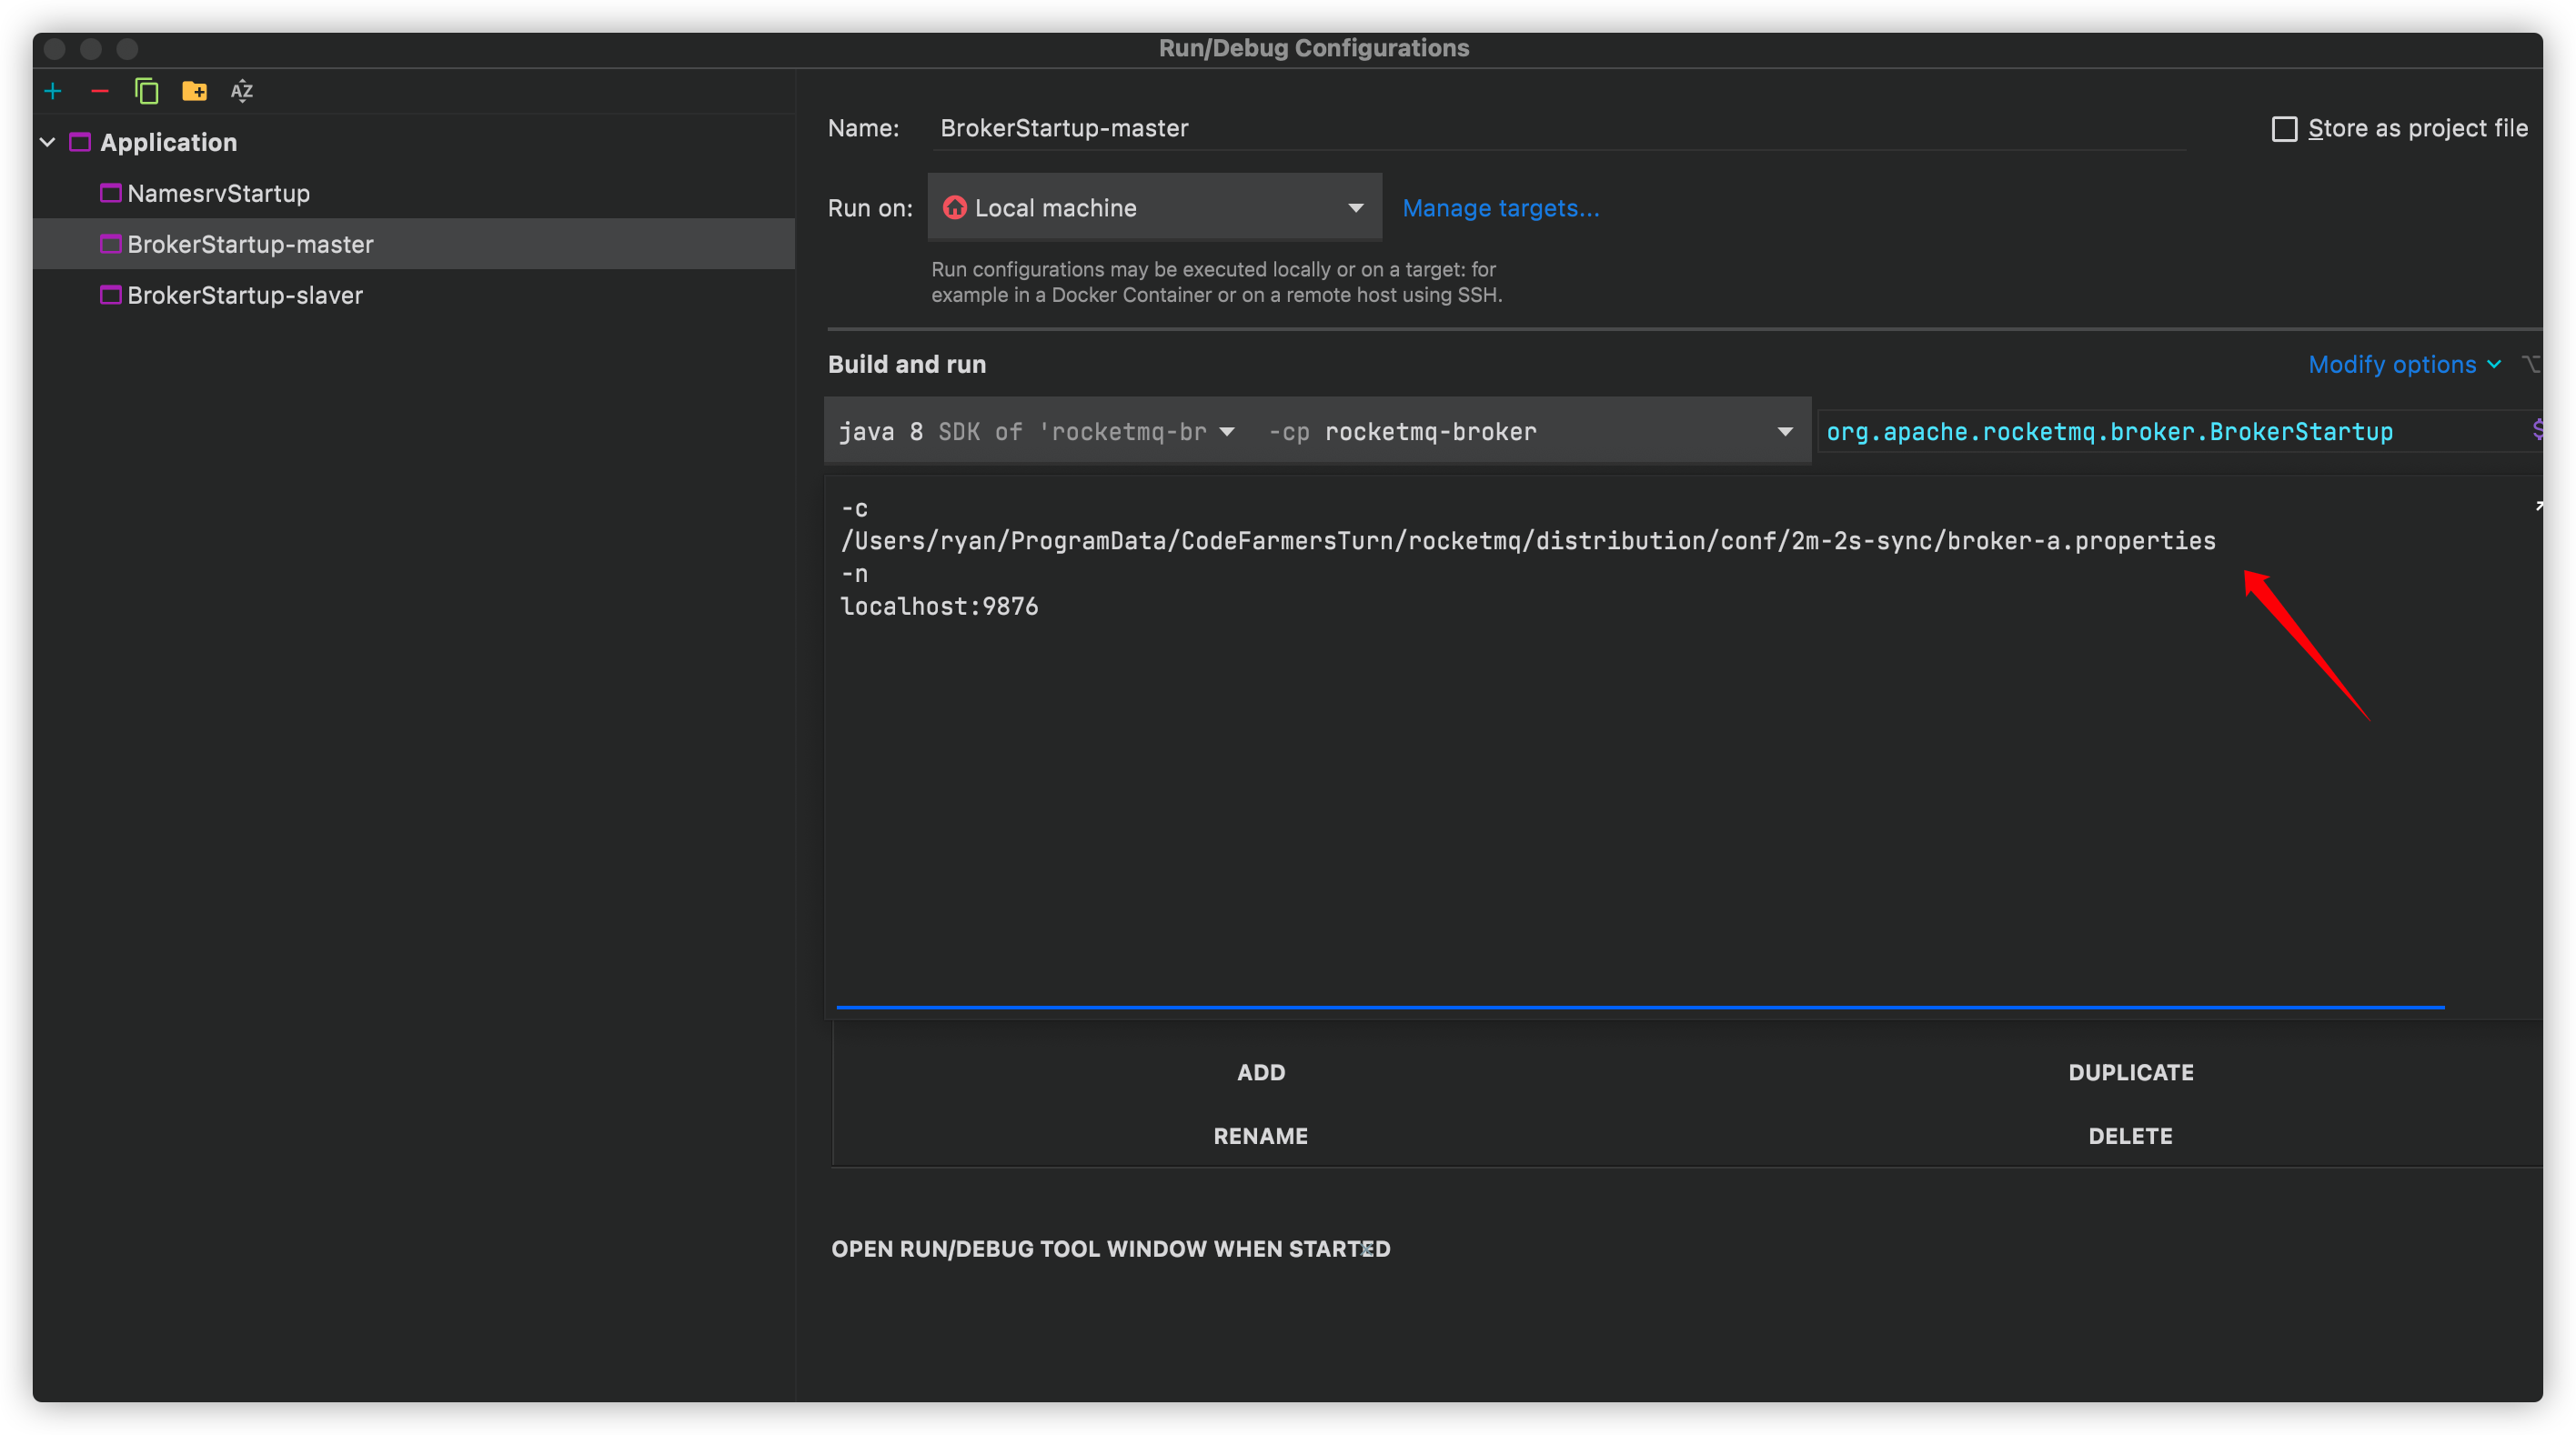 Run/Debug Configurations
AZ
Application
NamesrvStartup
BrokerStartup-master
BrokerStartup-slaver
Name: BrokerStartup-master
Store as project file
Run on: Local machine Manage targets...
Run configurations may be executed locally or on a target: for
example in a Docker Container or on a remote host using SSH.
Build and run
Modify options
java 8 SDK of 'rocketmq-br -cp rocketmq-broker org.apache.rocketmq.broker.BrokerStartup
-c
/Users/ryan/ProgramData/CodeFarmersTurn/rocketmq/distribution/conf/2m-2s-sync/broker-a.properties
-n
localhost:9876
ADD DUPLICATE
RENAME DELETE
OPEN RUN/DEBUG TOOL WINDOW WHEN STARTED